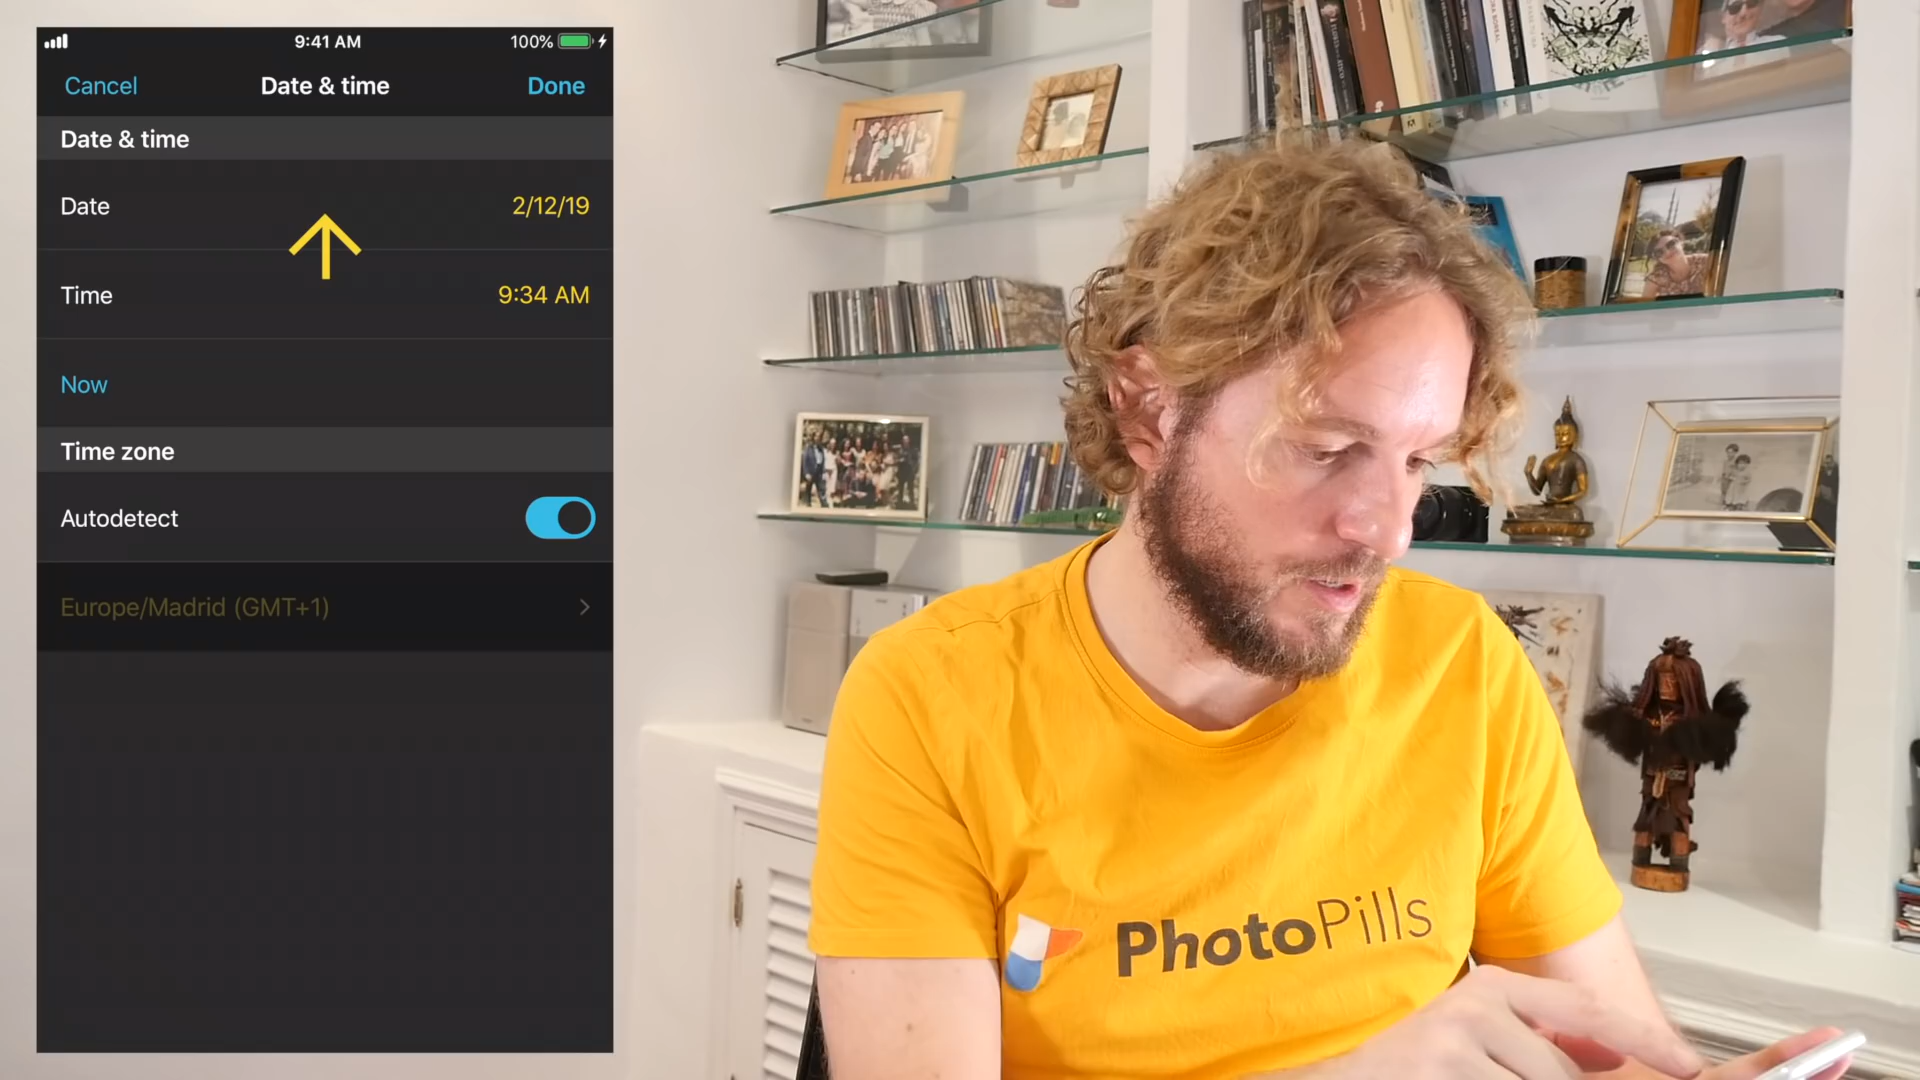 9:41 AM
100%
Cancel
Date & time
Done
Date & time
Date
2/12/19
Time
9:34 AM
Now
Time zone
Autodetect
Europe/Madrid (GMT+1)
PhotoPills